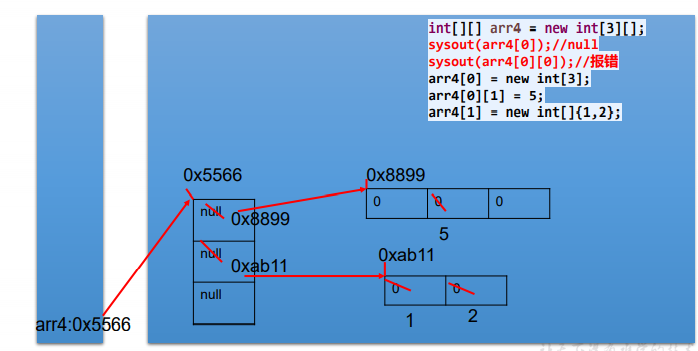 int[][] arr4 = new int[3][];
sysout(arr4[0]);//null
sysout(arr4[0][0]);//报错
arr4[0] = new int[3];
arr4[0][1] = 5;
arr4[1] = new int[]{1,2};
0x5566
0x8899
null
0x8899
0
0
0
5
null
0xab11
0xab11
null
0
0
1
2
arr4:0x5566